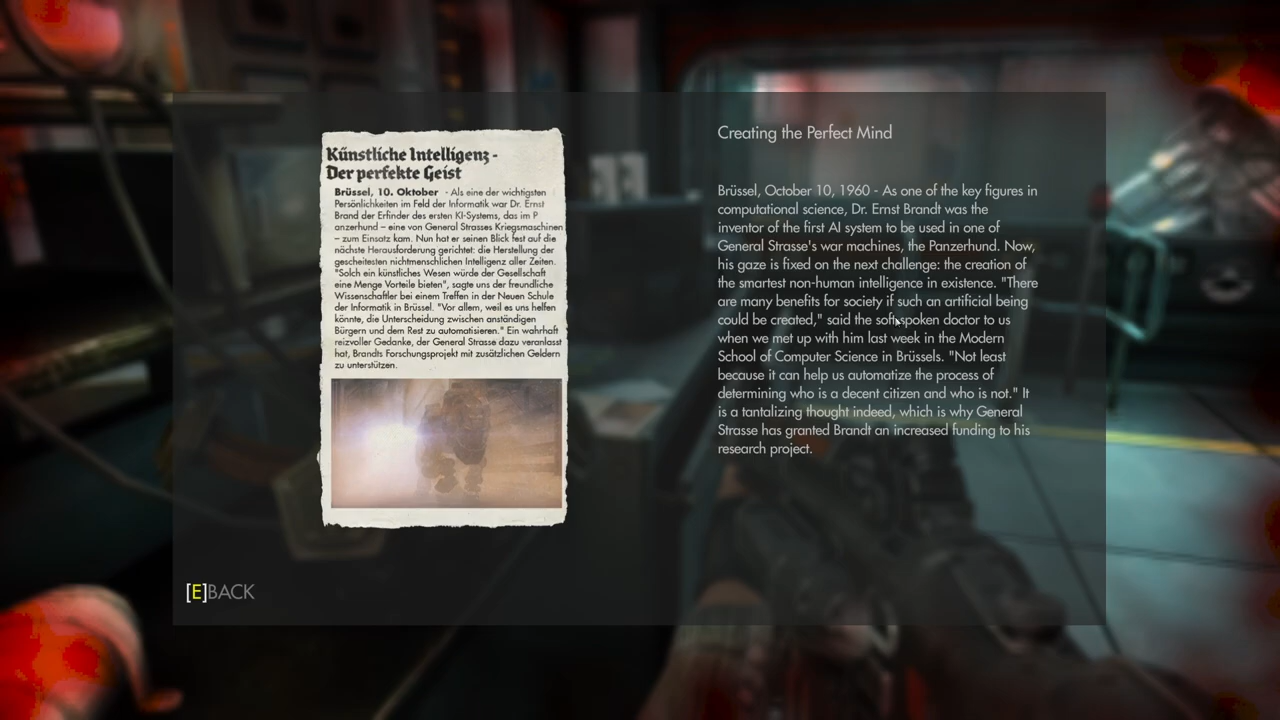 Künstliche Intelligenz -
Der perfekte Geist
Brüssel, 10. Oktober - Als eine der wichtigsten
Persönlichkeiten im Feld der Informatik war Dr. Ernst
Brand der Erfinder des ersten KI-Systems, das im P
anzerhund – eine von General Strasses Kriegsmaschinen
– zum Einsatz kam. Nun hat er seinen Blick fest auf die
nächste Herausforderung gerichtet: die Herstellung der
gescheitesten nichtmenschlichen Intelligenz aller Zeiten.
"Solch ein künstliches Wesen würde der Gesellschaft
eine Menge Vorteile bieten", sagte uns der freundliche
Wissenschaftler bei einem Treffen in der Neuen Schule
der Informatik in Brüssel. "Vor allem, weil es uns helfen
könnte, die Unterscheidung zwischen anständigen
Bürgern und dem Rest zu automatisieren." Ein wahrhaft
reizvoller Gedanke, der General Strasse dazu veranlasst
hat, Brandts Forschungsprojekt mit zusätzlichen Geldern
zu unterstützen.
Creating the Perfect Mind
Brüssel, October 10, 1960 - As one of the key figures in
computational science, Dr. Ernst Brandt was the
inventor of the first AI system to be used in one of
General Strasse's war machines, the Panzerhund. Now,
his gaze is fixed on the next challenge: the creation of
the smartest non-human intelligence in existence. "There
are many benefits for society if such an artificial being
could be created," said the soft-spoken doctor to us
when we met up with him last week in the Modern
School of Computer Science in Brüssels. "Not least
because it can help us automatize the process of
determining who is a decent citizen and who is not." It
is a tantalizing thought indeed, which is why General
Strasse has granted Brandt an increased funding to his
research project.
[E]BACK